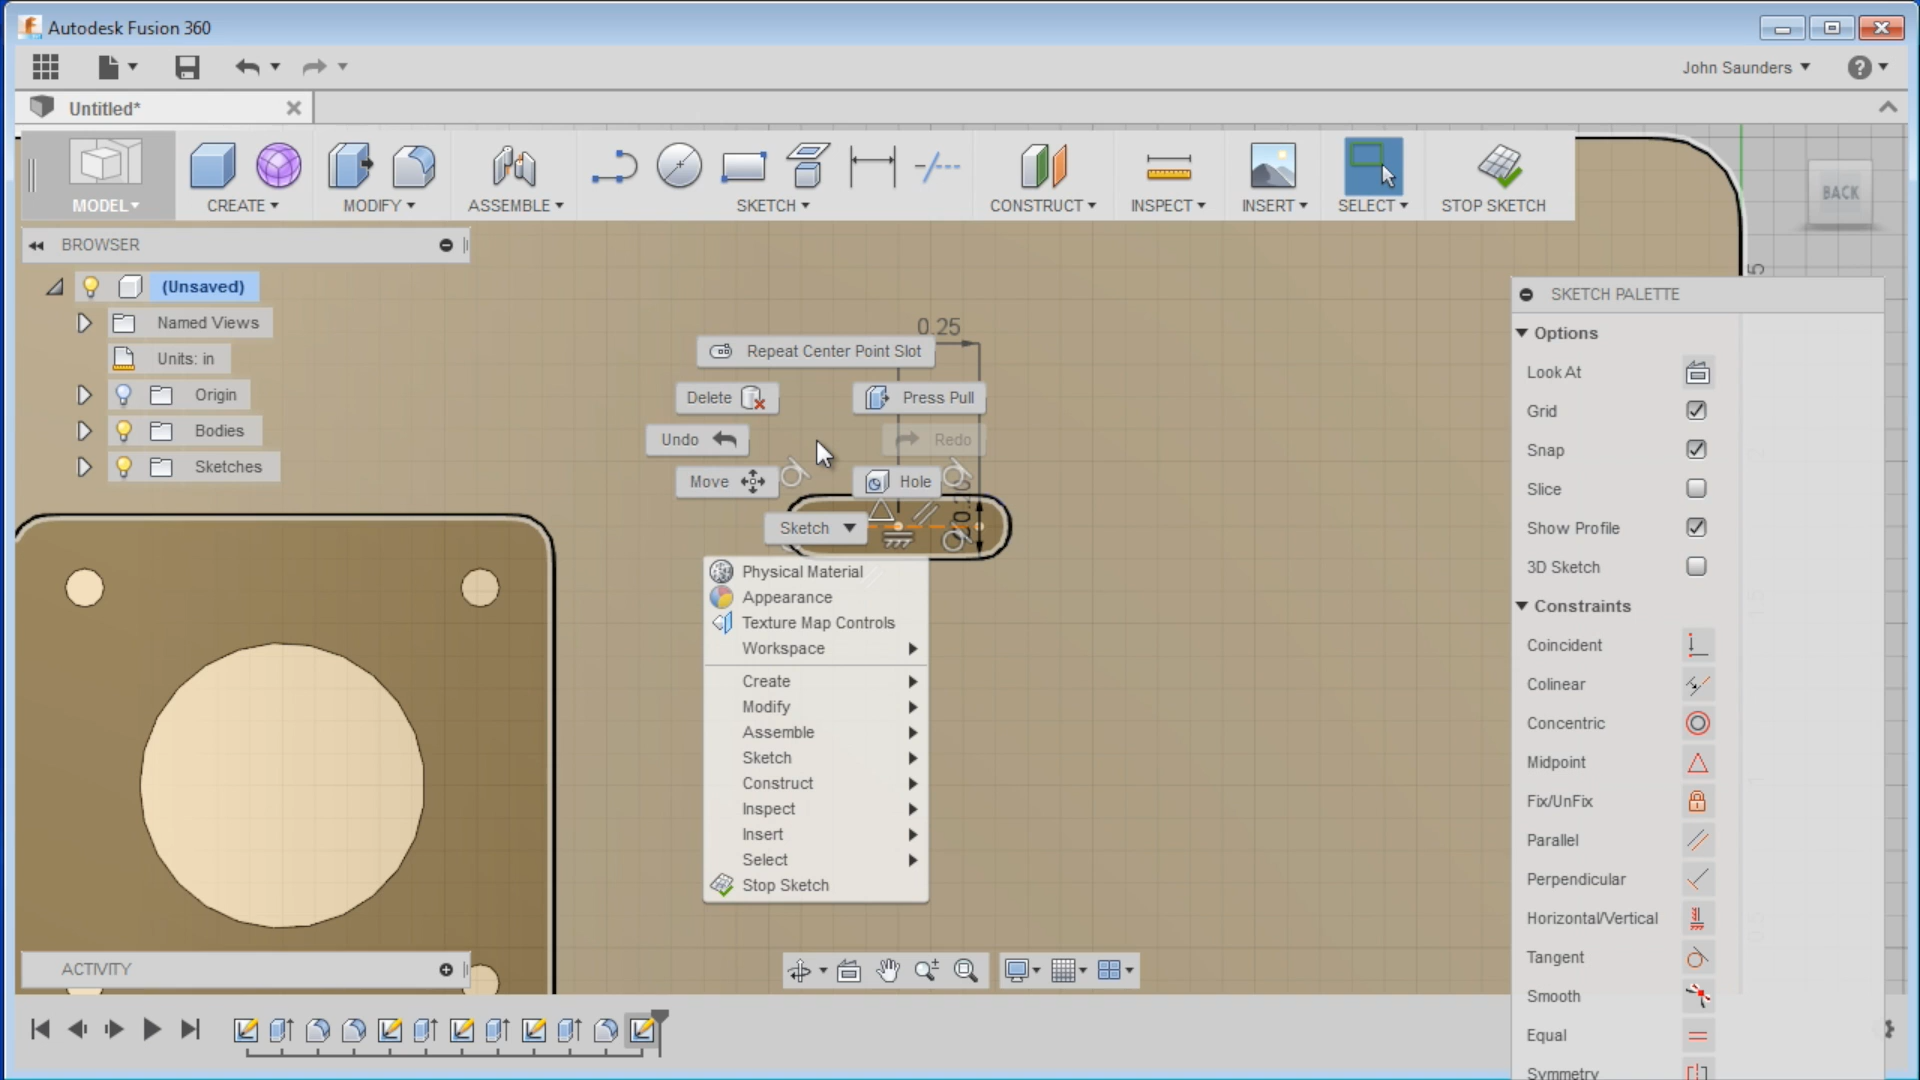 Autodesk Fusion 360
John Saunders
Untitled*
MODEL
CREATE
MODIFY
ASSEMBLE
SKETCH
CONSTRUCT
INSPECT
INSERT
SELECT
STOP SKETCH
BACK
BROWSER
(Unsaved)
Named Views
Units: in
Origin
Bodies
Sketches
0.25
5
Repeat Center Point Slot
Delete
Press Pull
Undo
Redo
Move
Hole
Sketch
Physical Material
Appearance
Texture Map Controls
Workspace
Create
Modify
Assemble
Sketch
Construct
Inspect
Insert
Select
Stop Sketch
SKETCH PALETTE
Options
Look At
Grid
Snap
Slice
Show Profile
3D Sketch
Constraints
Coincident
Colinear
Concentric
Midpoint
Fix/UnFix
Parallel
Perpendicular
Horizontal/Vertical
Tangent
Smooth
Equal
Symmetry
ACTIVITY